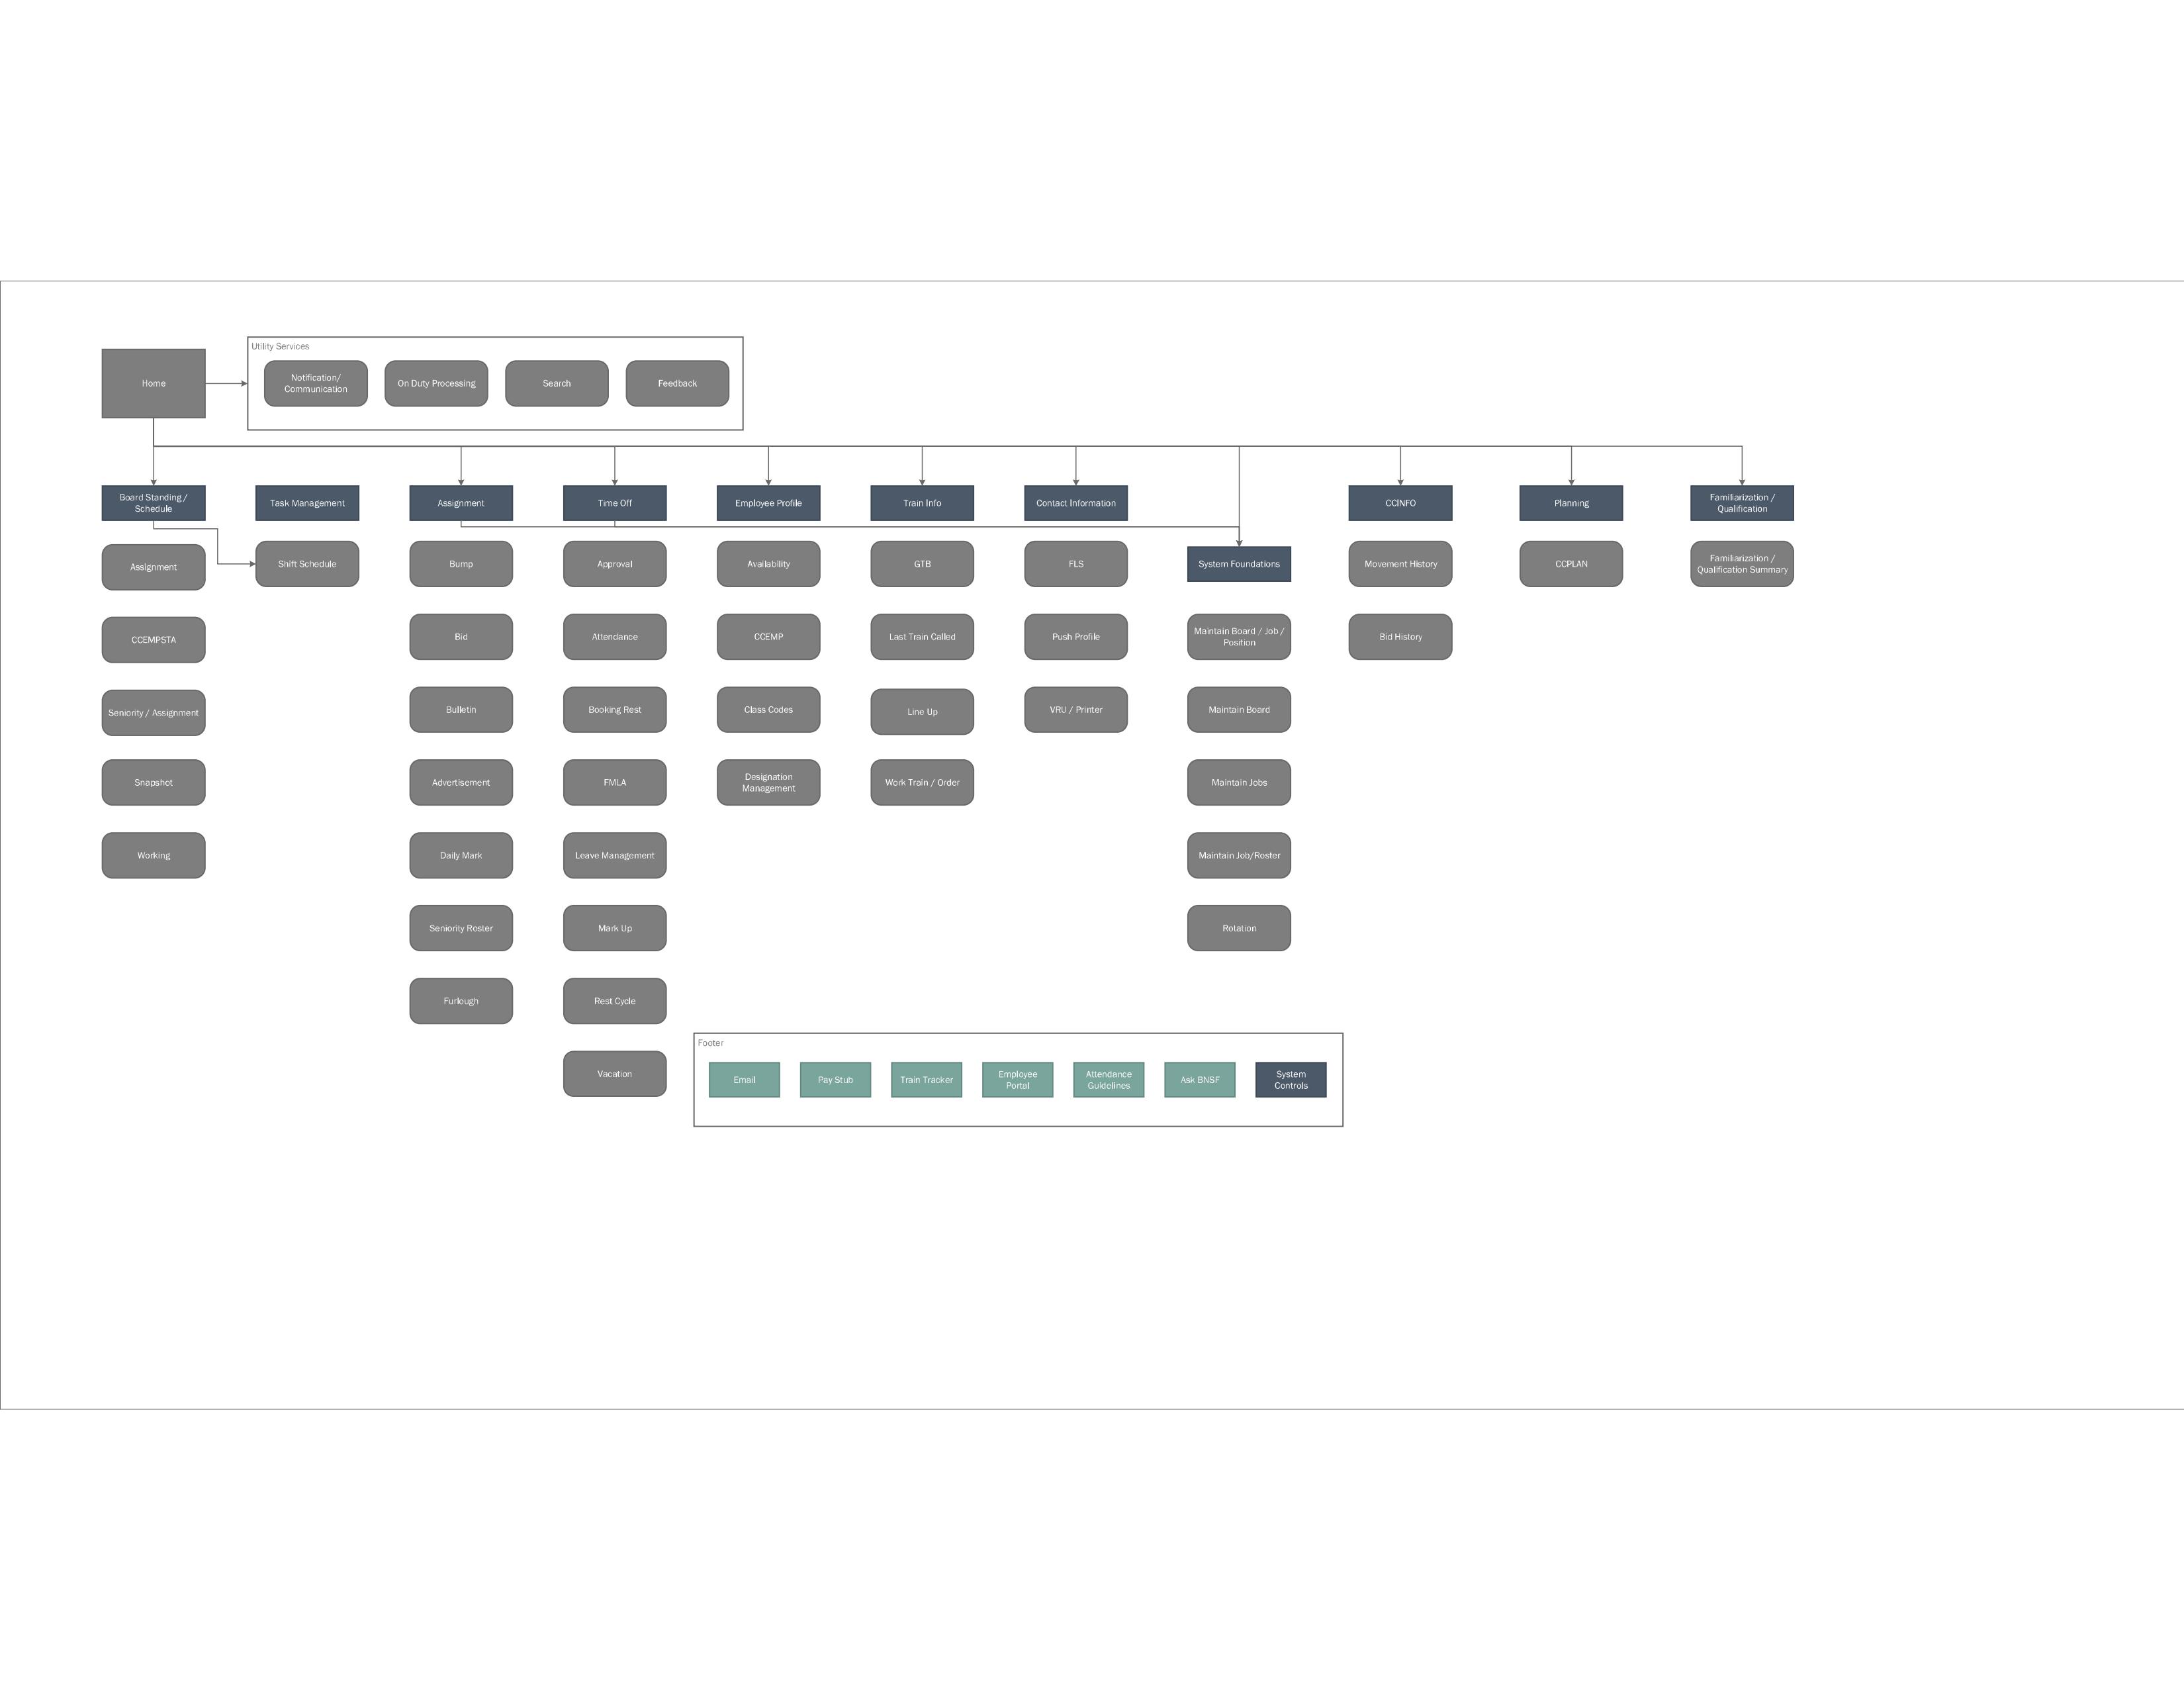 Utility Services
Home
Notification/
Communication
On Duty Processing
Search
Feedback
Board Standing /
Schedule
Task Management
Assignment
Time Off
Employee Profile
Train Info
Contact Information
CCINFO
Planning
Familiarization /
Qualification
Assignment
CCEMPSTA
Seniority / Assignment
Snapshot
Working
Shift Schedule
Bump
Bid
Bulletin
Advertisement
Daily Mark
Seniority Roster
Furlough
Approval
Attendance
Booking Rest
FMLA
Leave Management
Mark Up
Rest Cycle
Vacation
Availability
CCEMP
Class Codes
Designation
Management
GTB
Last Train Called
Line Up
Work Train / Order
FLS
Push Profile
VRU / Printer
System Foundations
Maintain Board / Job /
Position
Maintain Board
Maintain Jobs
Maintain Job/Roster
Rotation
Movement History
Bid History
CCPLAN
Familiarization /
Qualification Summary
Footer
Email
Pay Stub
Train Tracker
Employee
Portal
Attendance
Guidelines
Ask BNSF
System
Controls